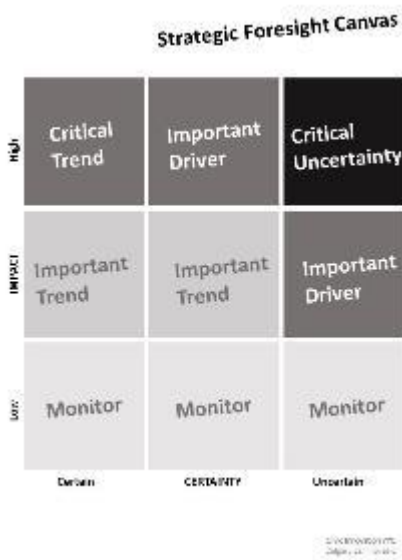 Strategic Foresight Canvas
High
Critical
Trend
Important
Driver
Critical
Uncertainty
IMPACT
Important
Trend
Important
Trend
Important
Driver
Low
Monitor
Monitor
Monitor
Certain
CERTAINTY
Uncertain